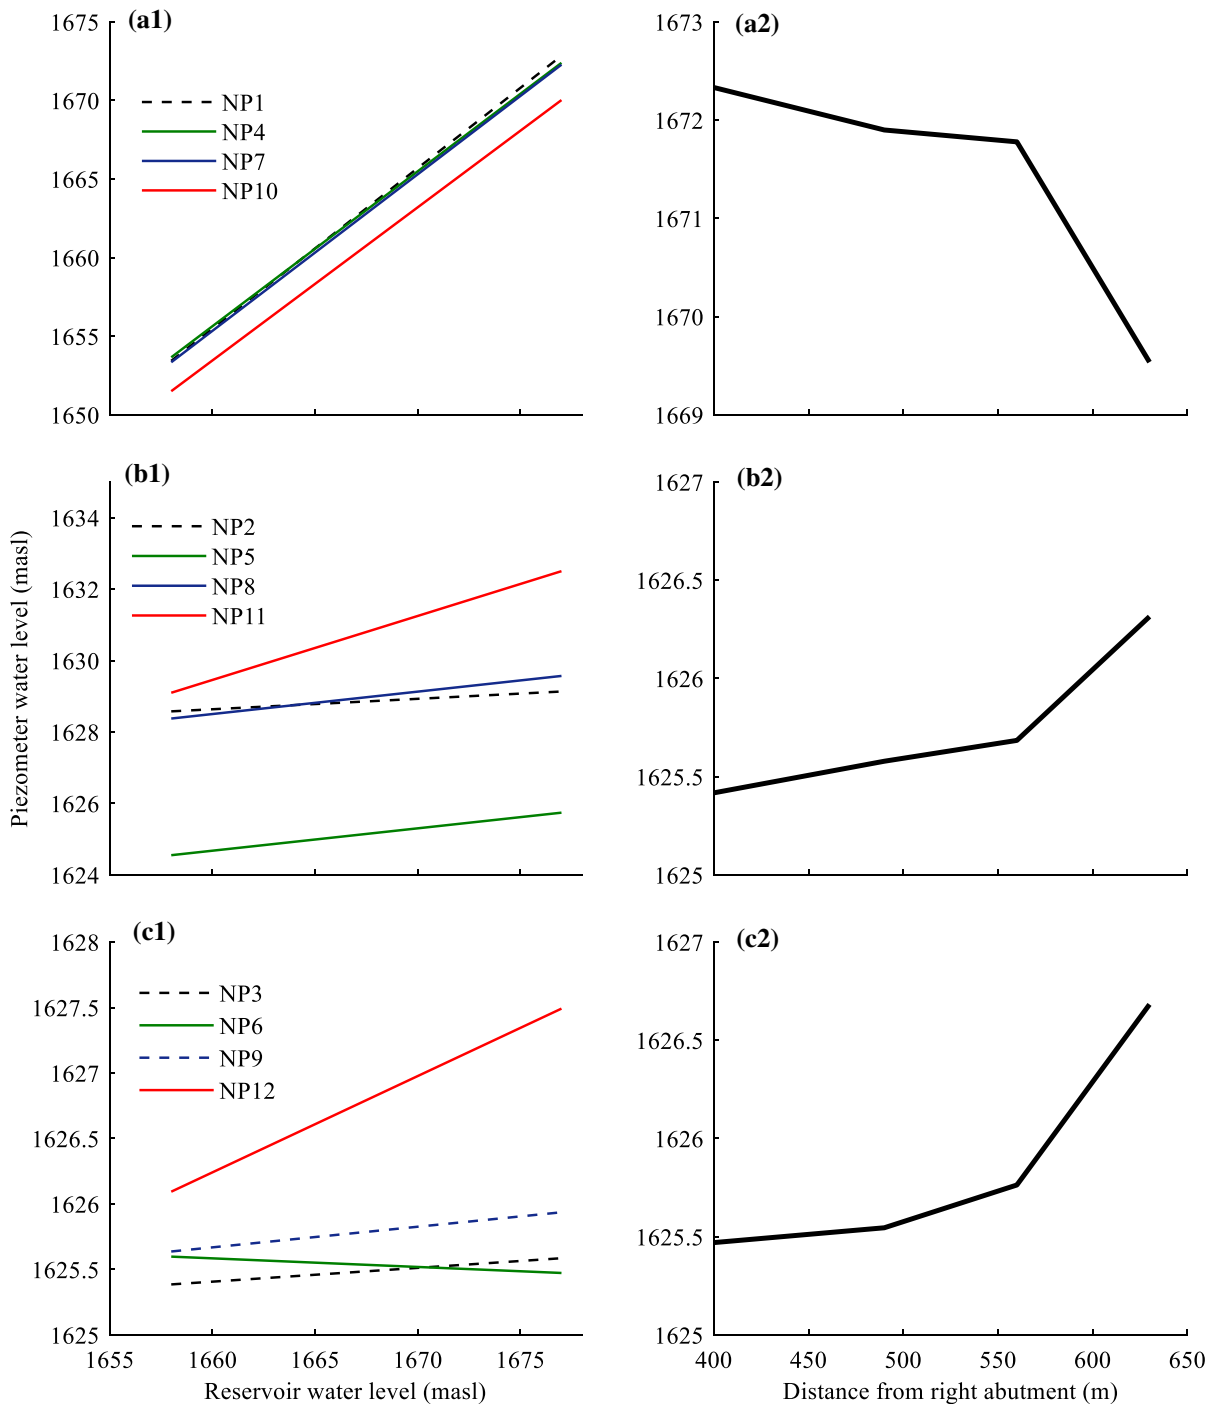 (a1)
1675
1670
1665
1660
1655
1650
NP1
NP4
NP7
NP10
(a2)
1673
1672
1671
1670
1669
(b1)
1634
1632
1630
1628
1626
1624
NP2
NP5
NP8
NP11
(b2)
1627
1626.5
1626
1625.5
1625
Piezometer water level (masl)
(c1)
1628
1627.5
1627
1626.5
1626
1625.5
1625
NP3
NP6
NP9
NP12
1655 1660 1665 1670 1675
Reservoir water level (masl)
(c2)
1627
1626.5
1626
1625.5
1625
400 450 500 550 600 650
Distance from right abutment (m)